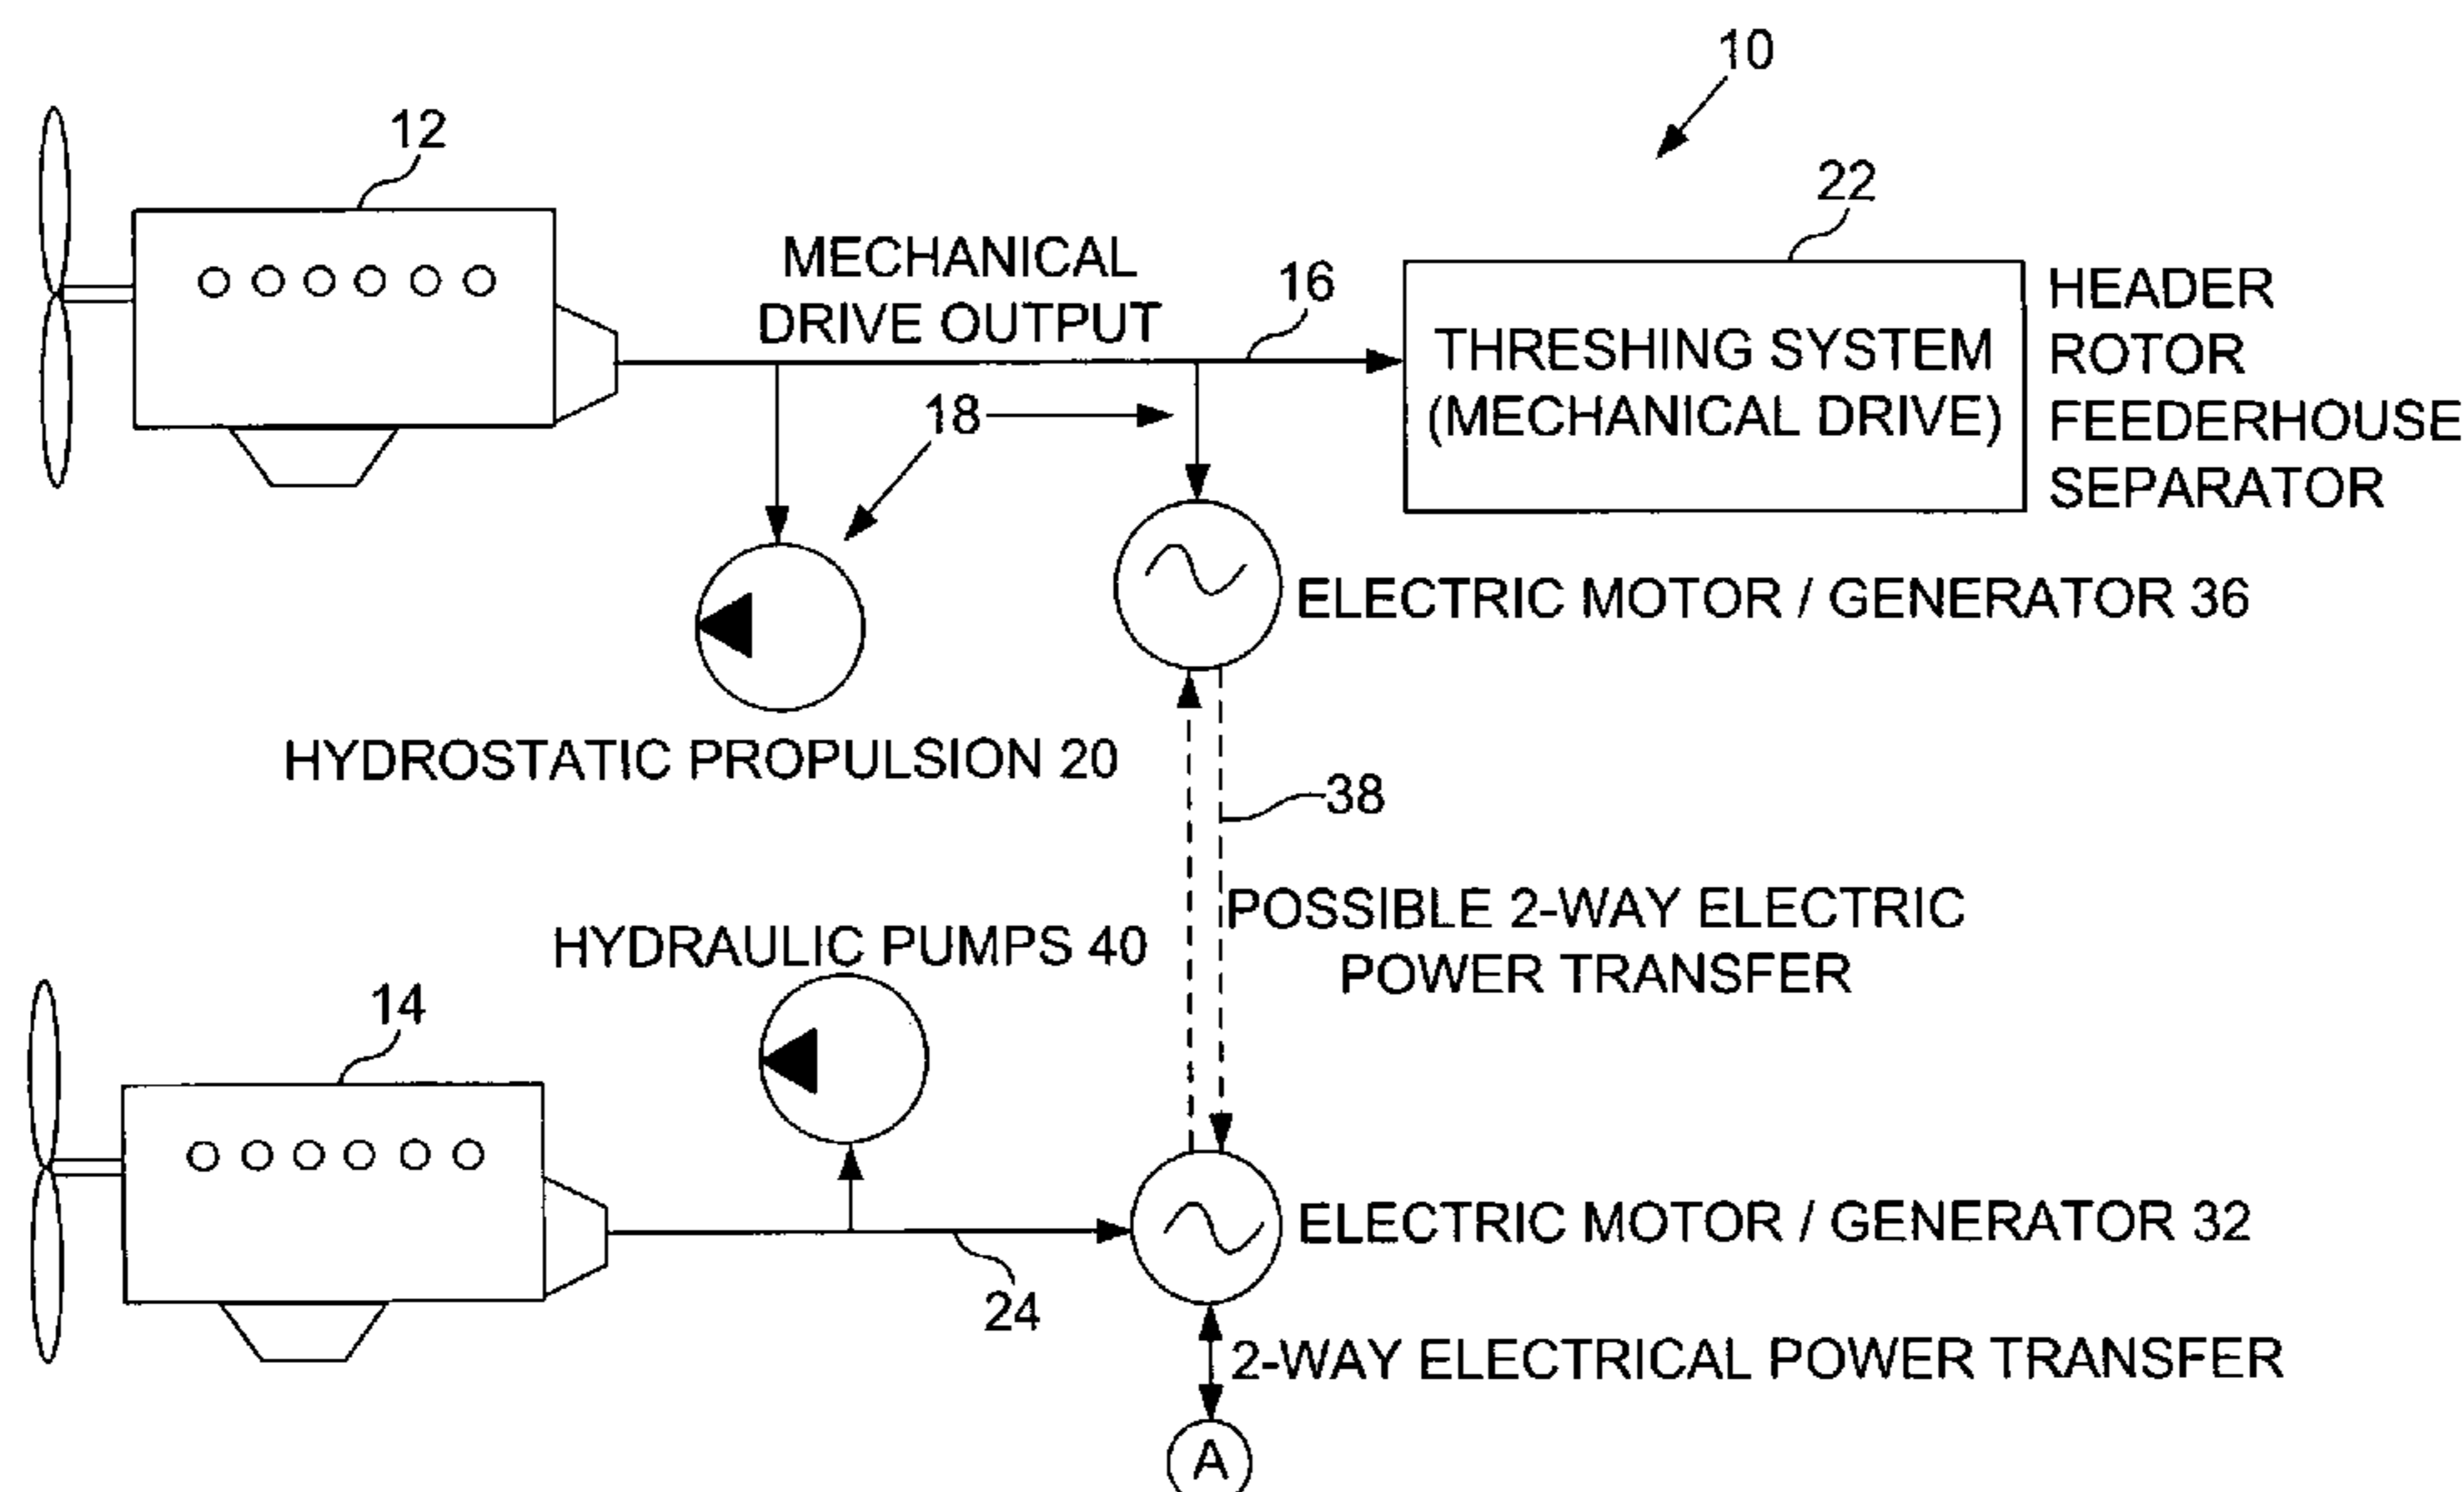 10
12
22
MECHANICAL
DRIVE OUTPUT
16
THRESHING SYSTEM
(MECHANICAL DRIVE)
HEADER
ROTOR
FEEDERHOUSE
SEPARATOR
18
ELECTRIC MOTOR / GENERATOR 36
HYDROSTATIC PROPULSION 20
38
POSSIBLE 2-WAY ELECTRIC
POWER TRANSFER
HYDRAULIC PUMPS 40
14
ELECTRIC MOTOR / GENERATOR 32
24
2-WAY ELECTRICAL POWER TRANSFER
A